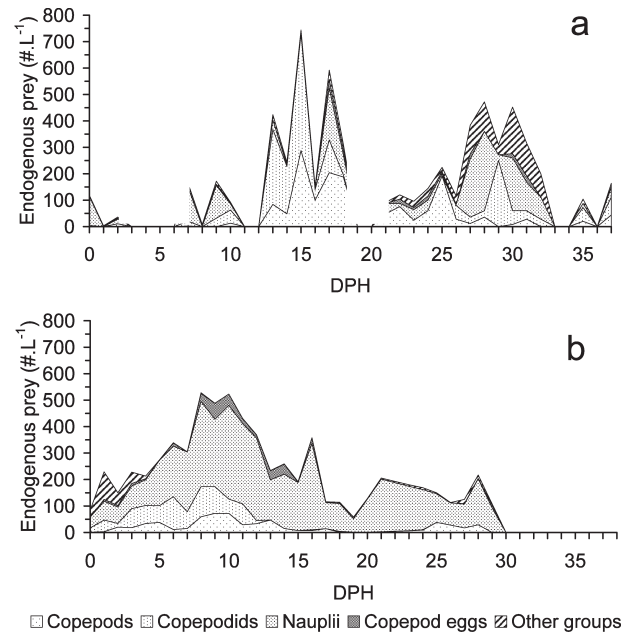 a
Endogenous prey (#.L⁻¹)
800
700
600
500
400
300
200
100
0
0 5 10 15 20 25 30 35
DPH
b
Endogenous prey (#.L⁻¹)
800
700
600
500
400
300
200
100
0
0 5 10 15 20 25 30 35
DPH
Copepods Copepodids Nauplii Copepod eggs Other groups